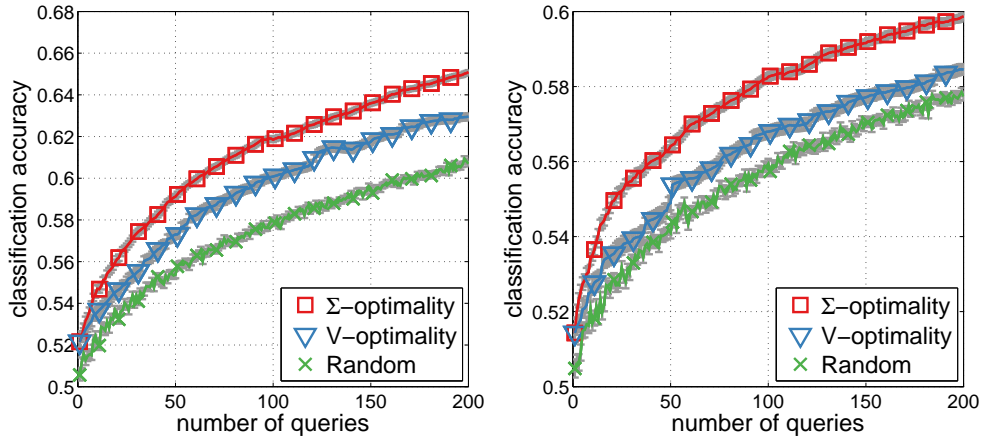 0.68
0.66
0.64
0.62
0.6
0.58
0.56
0.54
0.52
0.5
classification accuracy
0 50 100 150 200
number of queries
Σ−optimality
V−optimality
Random
0.6
0.58
0.56
0.54
0.52
0.5
classification accuracy
0 50 100 150 200
number of queries
Σ−optimality
V−optimality
Random